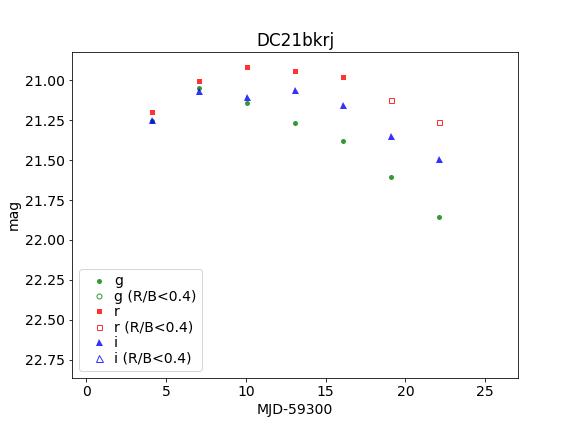 DC21bkrj
mag
21.00
21.25
21.50
21.75
22.00
22.25
22.50
22.75
g
g (R/B<0.4)
r
r (R/B<0.4)
i
i (R/B<0.4)
0 5 10 15 20 25
MJD-59300